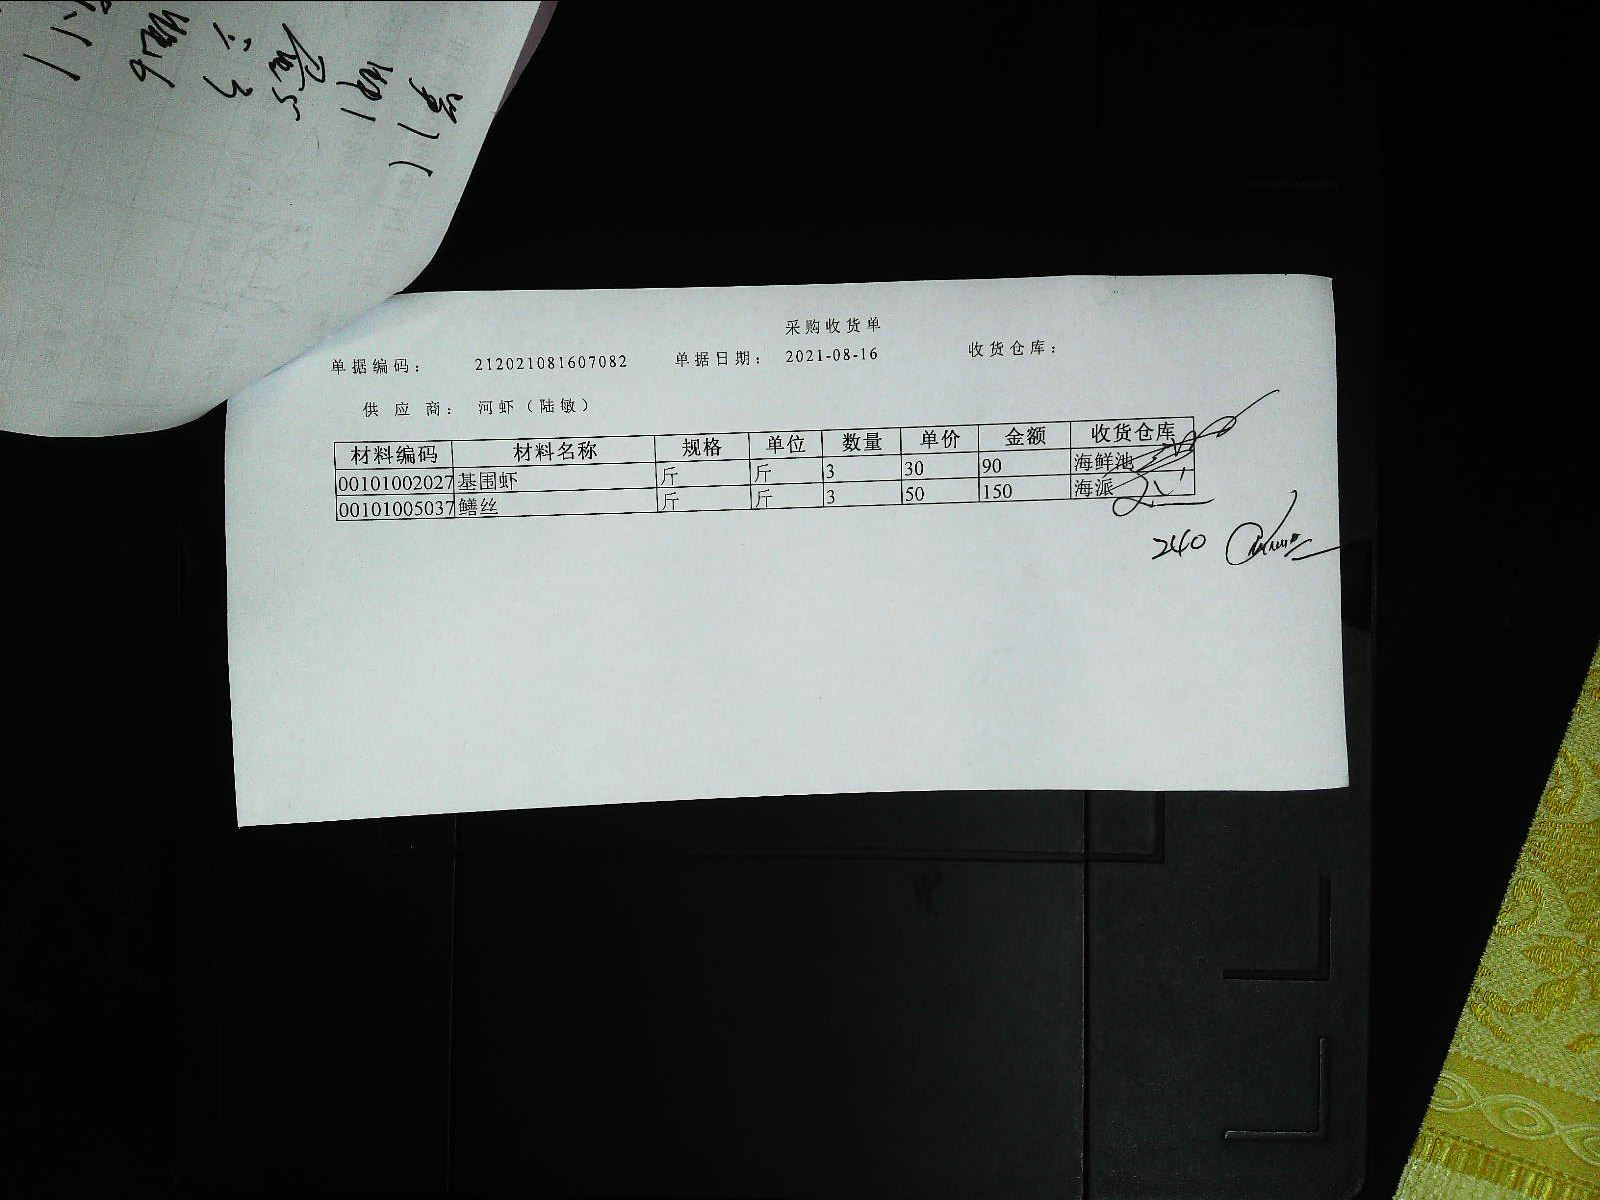 采购收货单
单据编码： 212021081607082 单据日期： 2021-08-16 收货仓库：
供应商： 河虾（陆敏）
材料编码 材料名称 规格 单位 数量 单价 金额 收货仓库
00101002027 基围虾 斤 斤 3 30 90 海鲜池
00101005037 鳝丝 斤 斤 3 50 150 海派
240